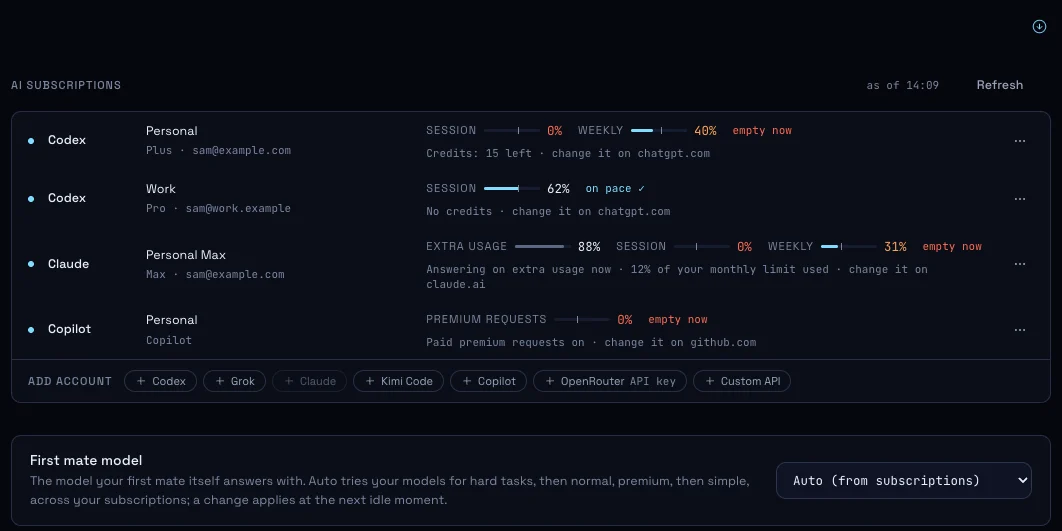 AI SUBSCRIPTIONS as of 14:09 Refresh
Codex Personal SESSION 0% WEEKLY 40% empty now ···
Plus · sam@example.com Credits: 15 left · change it on chatgpt.com
Codex Work SESSION 62% on pace ✓ ···
Pro · sam@work.example No credits · change it on chatgpt.com
Claude Personal Max EXTRA USAGE 88% SESSION 0% WEEKLY 31% empty now ···
Max · sam@example.com Answering on extra usage now · 12% of your monthly limit used · change it on
claude.ai
Copilot Personal PREMIUM REQUESTS 0% empty now ···
Copilot Paid premium requests on · change it on github.com
ADD ACCOUNT + Codex + Grok + Claude + Kimi Code + Copilot + OpenRouter API key + Custom API
First mate model
The model your first mate itself answers with. Auto tries your models for hard tasks, then normal, premium, then simple,
across your subscriptions; a change applies at the next idle moment.
Auto (from subscriptions)